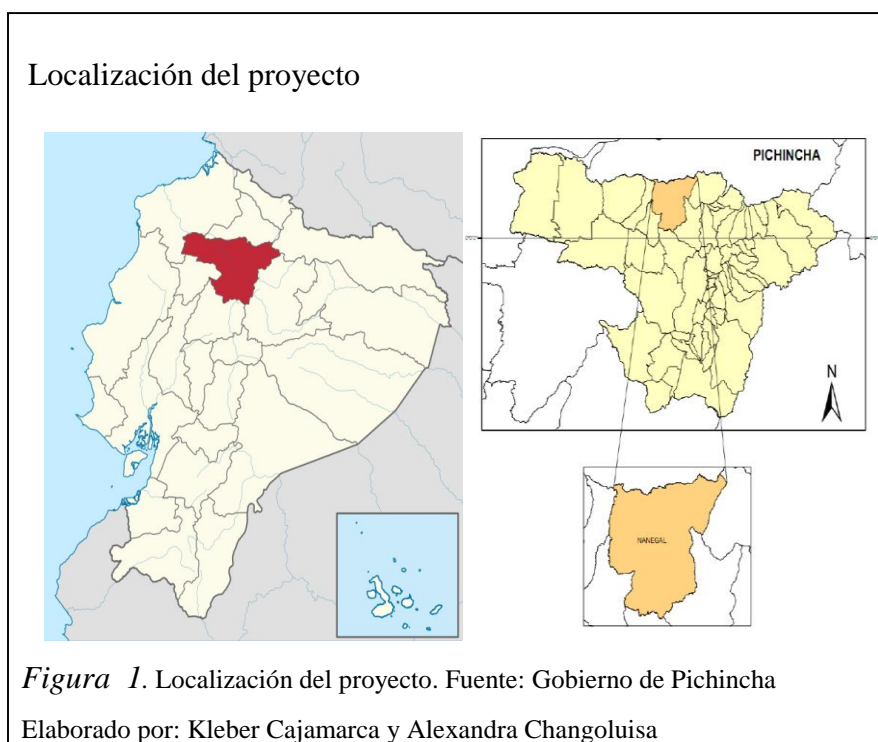 Localización del proyecto
PICHINCHA
N
NANEGAL
Figura 1. Localización del proyecto. Fuente: Gobierno de Pichincha
Elaborado por: Kleber Cajamarca y Alexandra Changoluisa